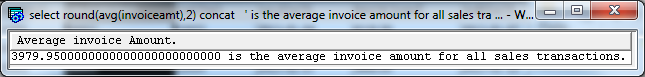 select round(avg(invoiceamt),2) concat ' is the average invoice amount for all sales tra ... - W...
Average invoice Amount.
3979.9500000000000000000000 is the average invoice amount for all sales transactions.